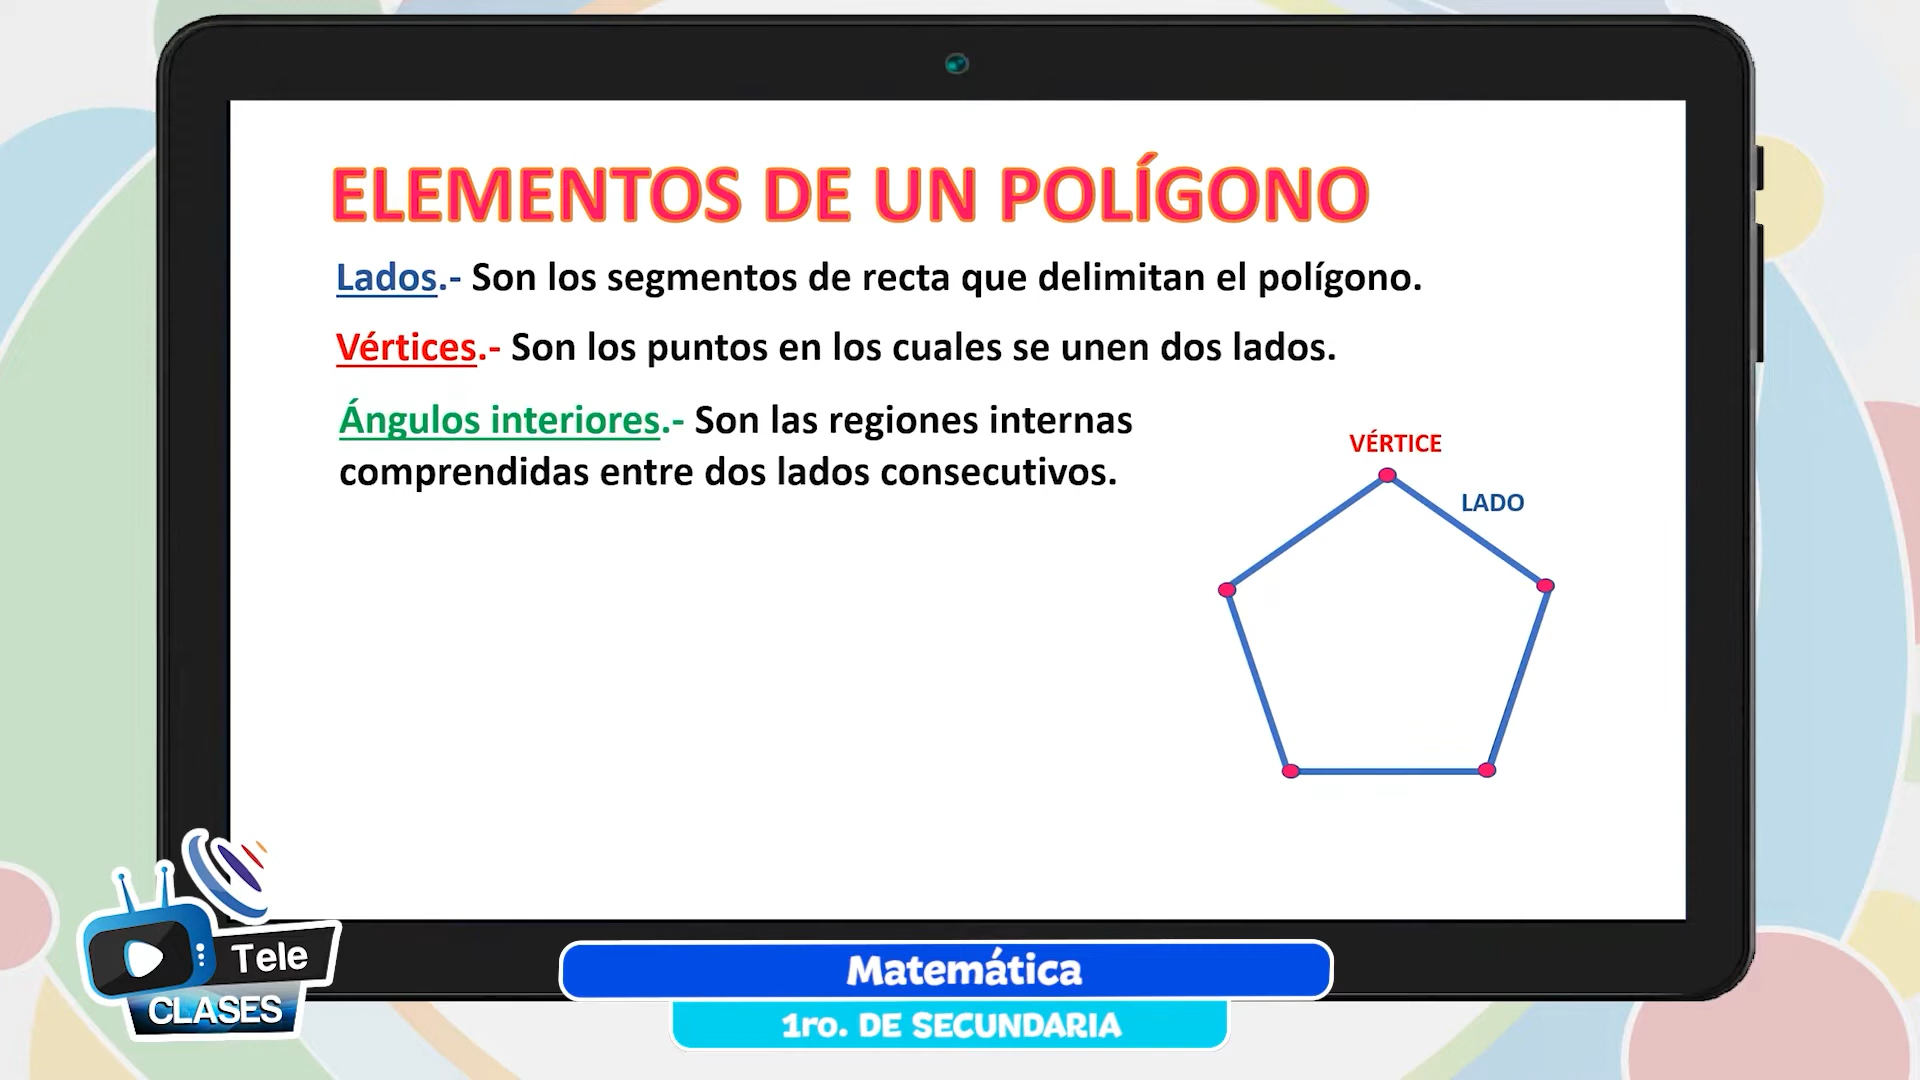 ELEMENTOS DE UN POLÍGONO
Lados.- Son los segmentos de recta que delimitan el polígono.
Vértices.- Son los puntos en los cuales se unen dos lados.
Ángulos interiores.- Son las regiones internas
comprendidas entre dos lados consecutivos.
VÉRTICE
LADO
Tele
CLASES
Matemática
1ro. DE SECUNDARIA